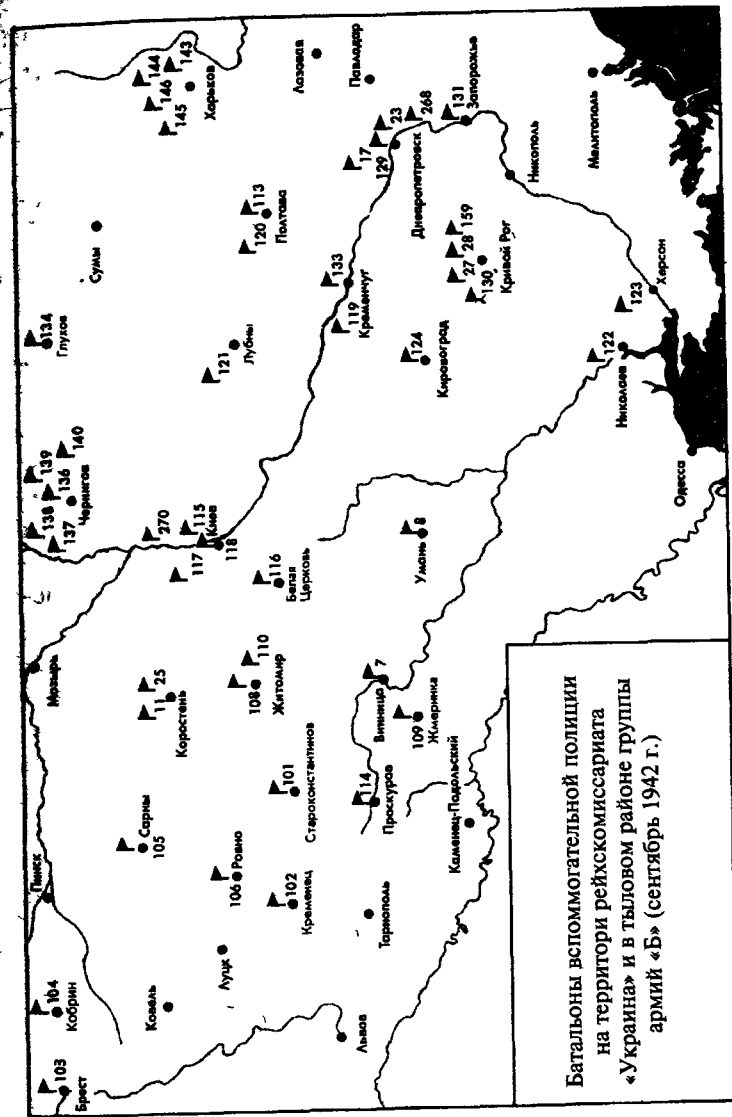 103
Брест
104
Кобрин
Пинск
Мозырь
138
139
137
136
140
Чернигов
134
Глухов
Сумы
144
143
146
145
Харьков
Ковель
Луцк
106
Ровно
Сарны
105
11
25
Коростень
270
117
115
Киев
118
121
Лубны
120
113
Полтава
Лозовая
Павлодар
102
Кременец
101
Староконстантинов
108
110
Житомир
116
Белая
Церковь
119
133
Кременчуг
17
129
23
268
Днепропетровск
131
Запорожье
Львов
Тарнополь
114
Проскуров
Винница
7
109
Жмеринка
Умань
8
124
Кировоград
27
28
159
130
Кривой Рог
Никополь
Мелитополь
Каменец-Подольский
Одесса
122
Николаев
123
Херсон
Батальоны вспоммогательной полиции
на территори рейхскомиссариата
«Украина» и в тыловом районе группы
армий «Б» (сентябрь 1942 г.)